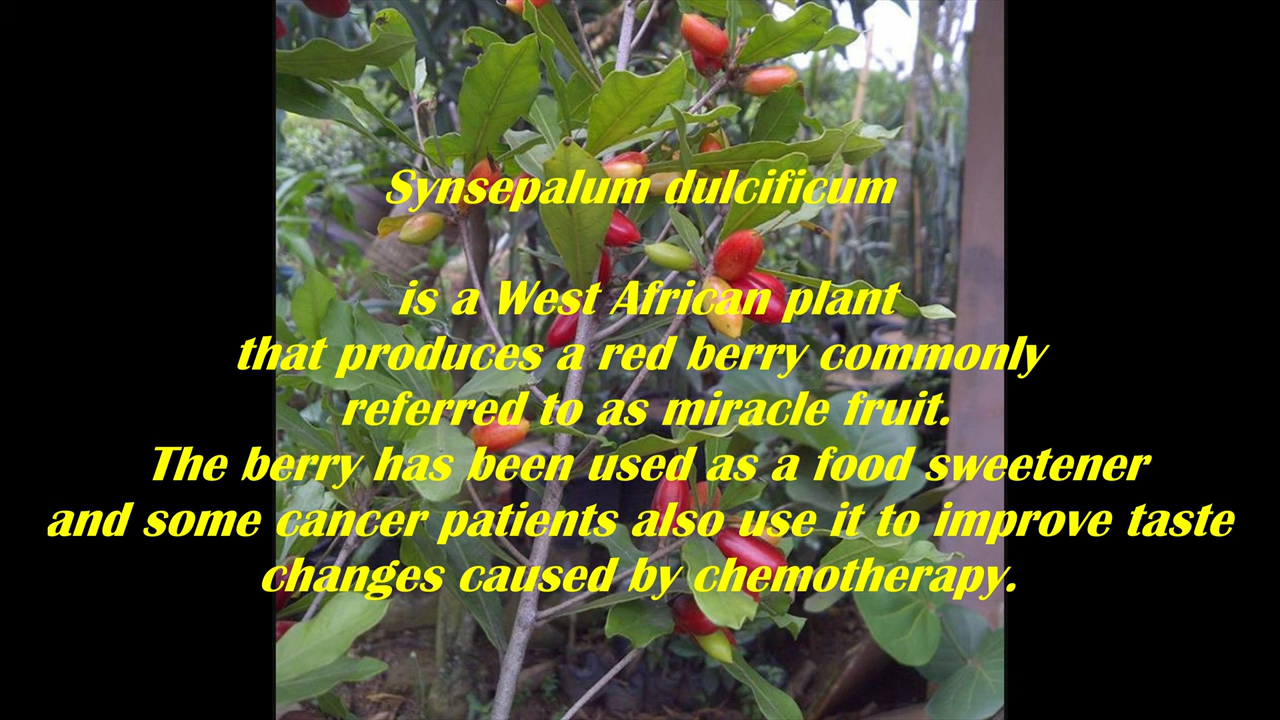 Synsepalum dulcificum
is a West African plant
that produces a red berry commonly
referred to as miracle fruit.
The berry has been used as a food sweetener
and some cancer patients also use it to improve taste
changes caused by chemotherapy.